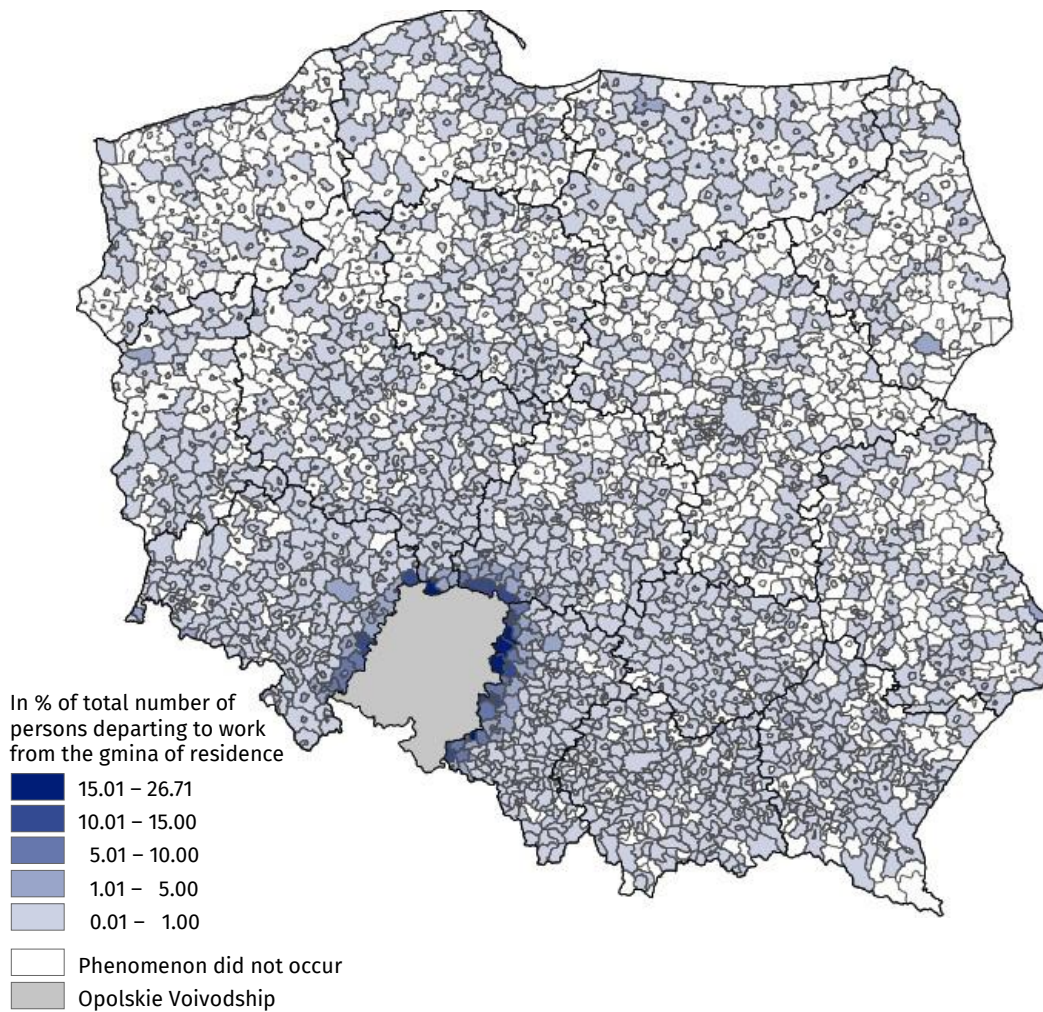 In % of total number of
persons departing to work
from the gmina of residence
15.01 – 26.71
10.01 – 15.00
5.01 – 10.00
1.01 – 5.00
0.01 – 1.00
Phenomenon did not occur
Opolskie Voivodship